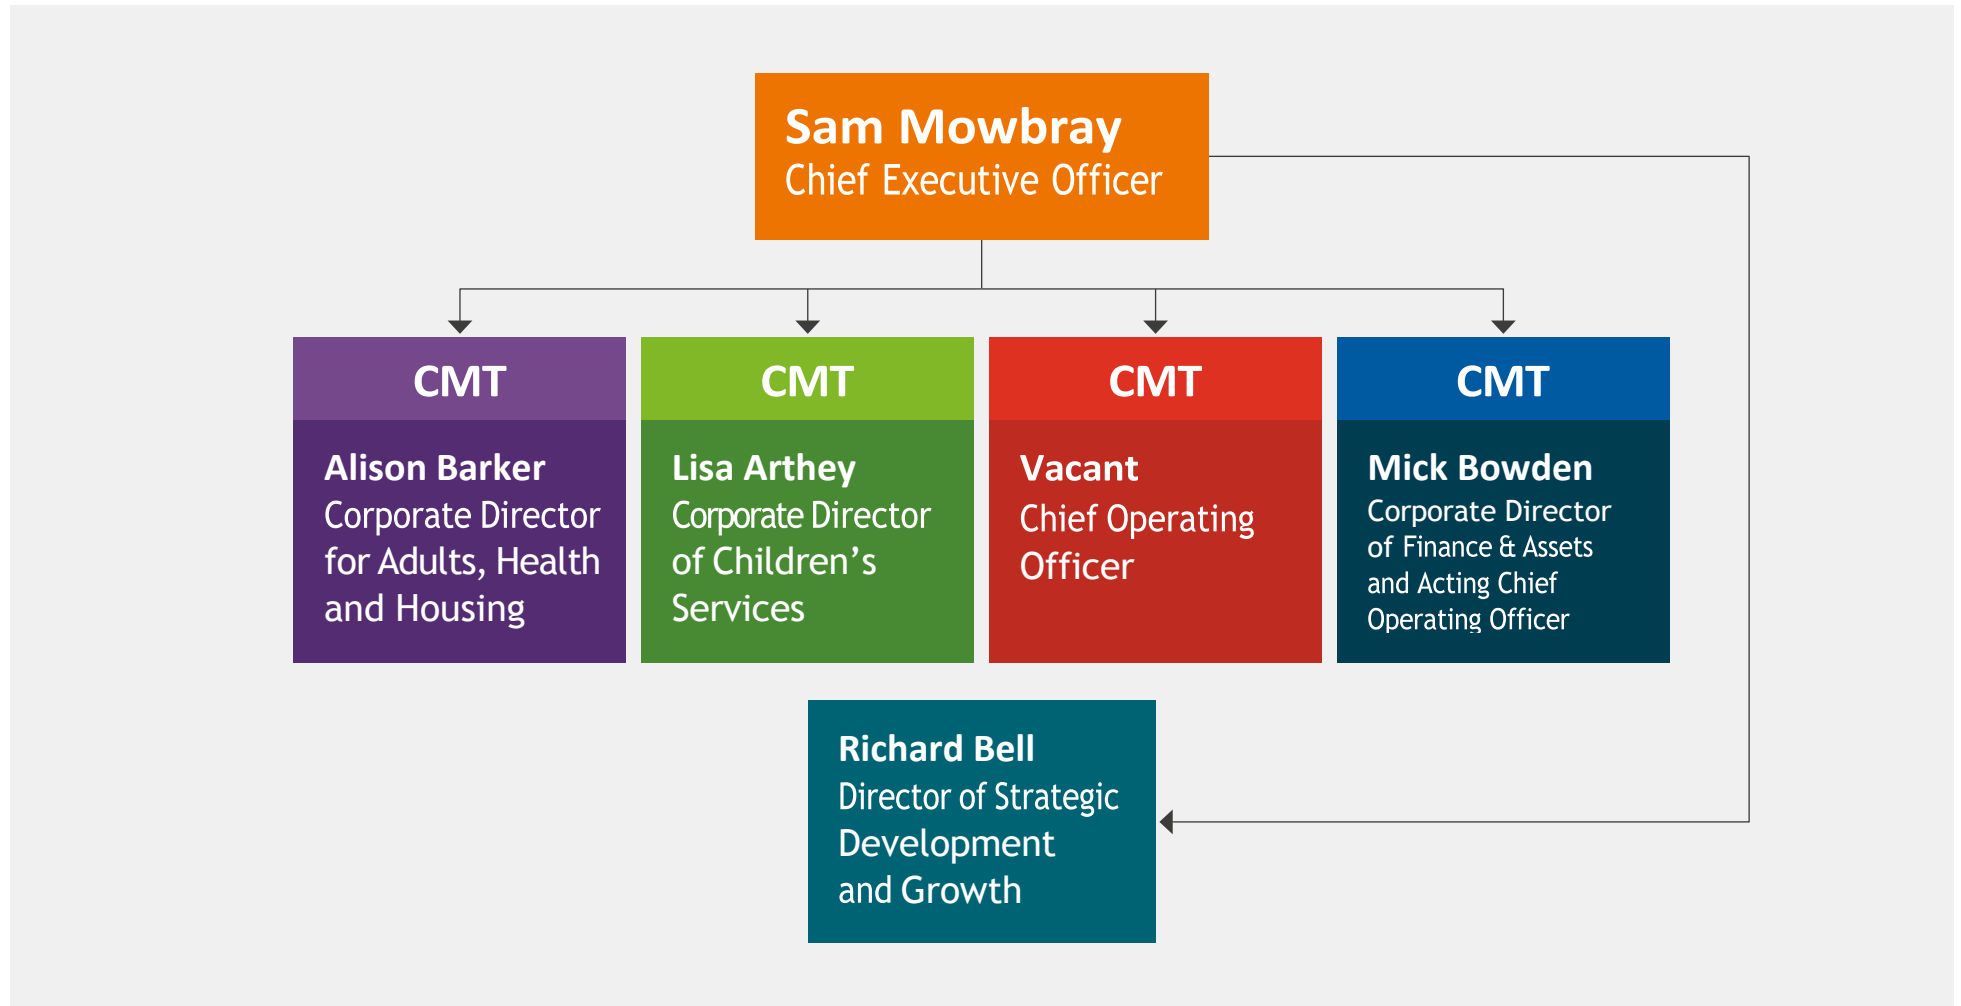 Sam Mowbray
Chief Executive Officer
CMT
Alison Barker
Corporate Director
for Adults, Health
and Housing
CMT
Lisa Arthey
Corporate Director
of Children’s
Services
CMT
Vacant
Chief Operating
Officer
CMT
Mick Bowden
Corporate Director
of Finance & Assets
and Acting Chief
Operating Officer
Richard Bell
Director of Strategic
Development
and Growth